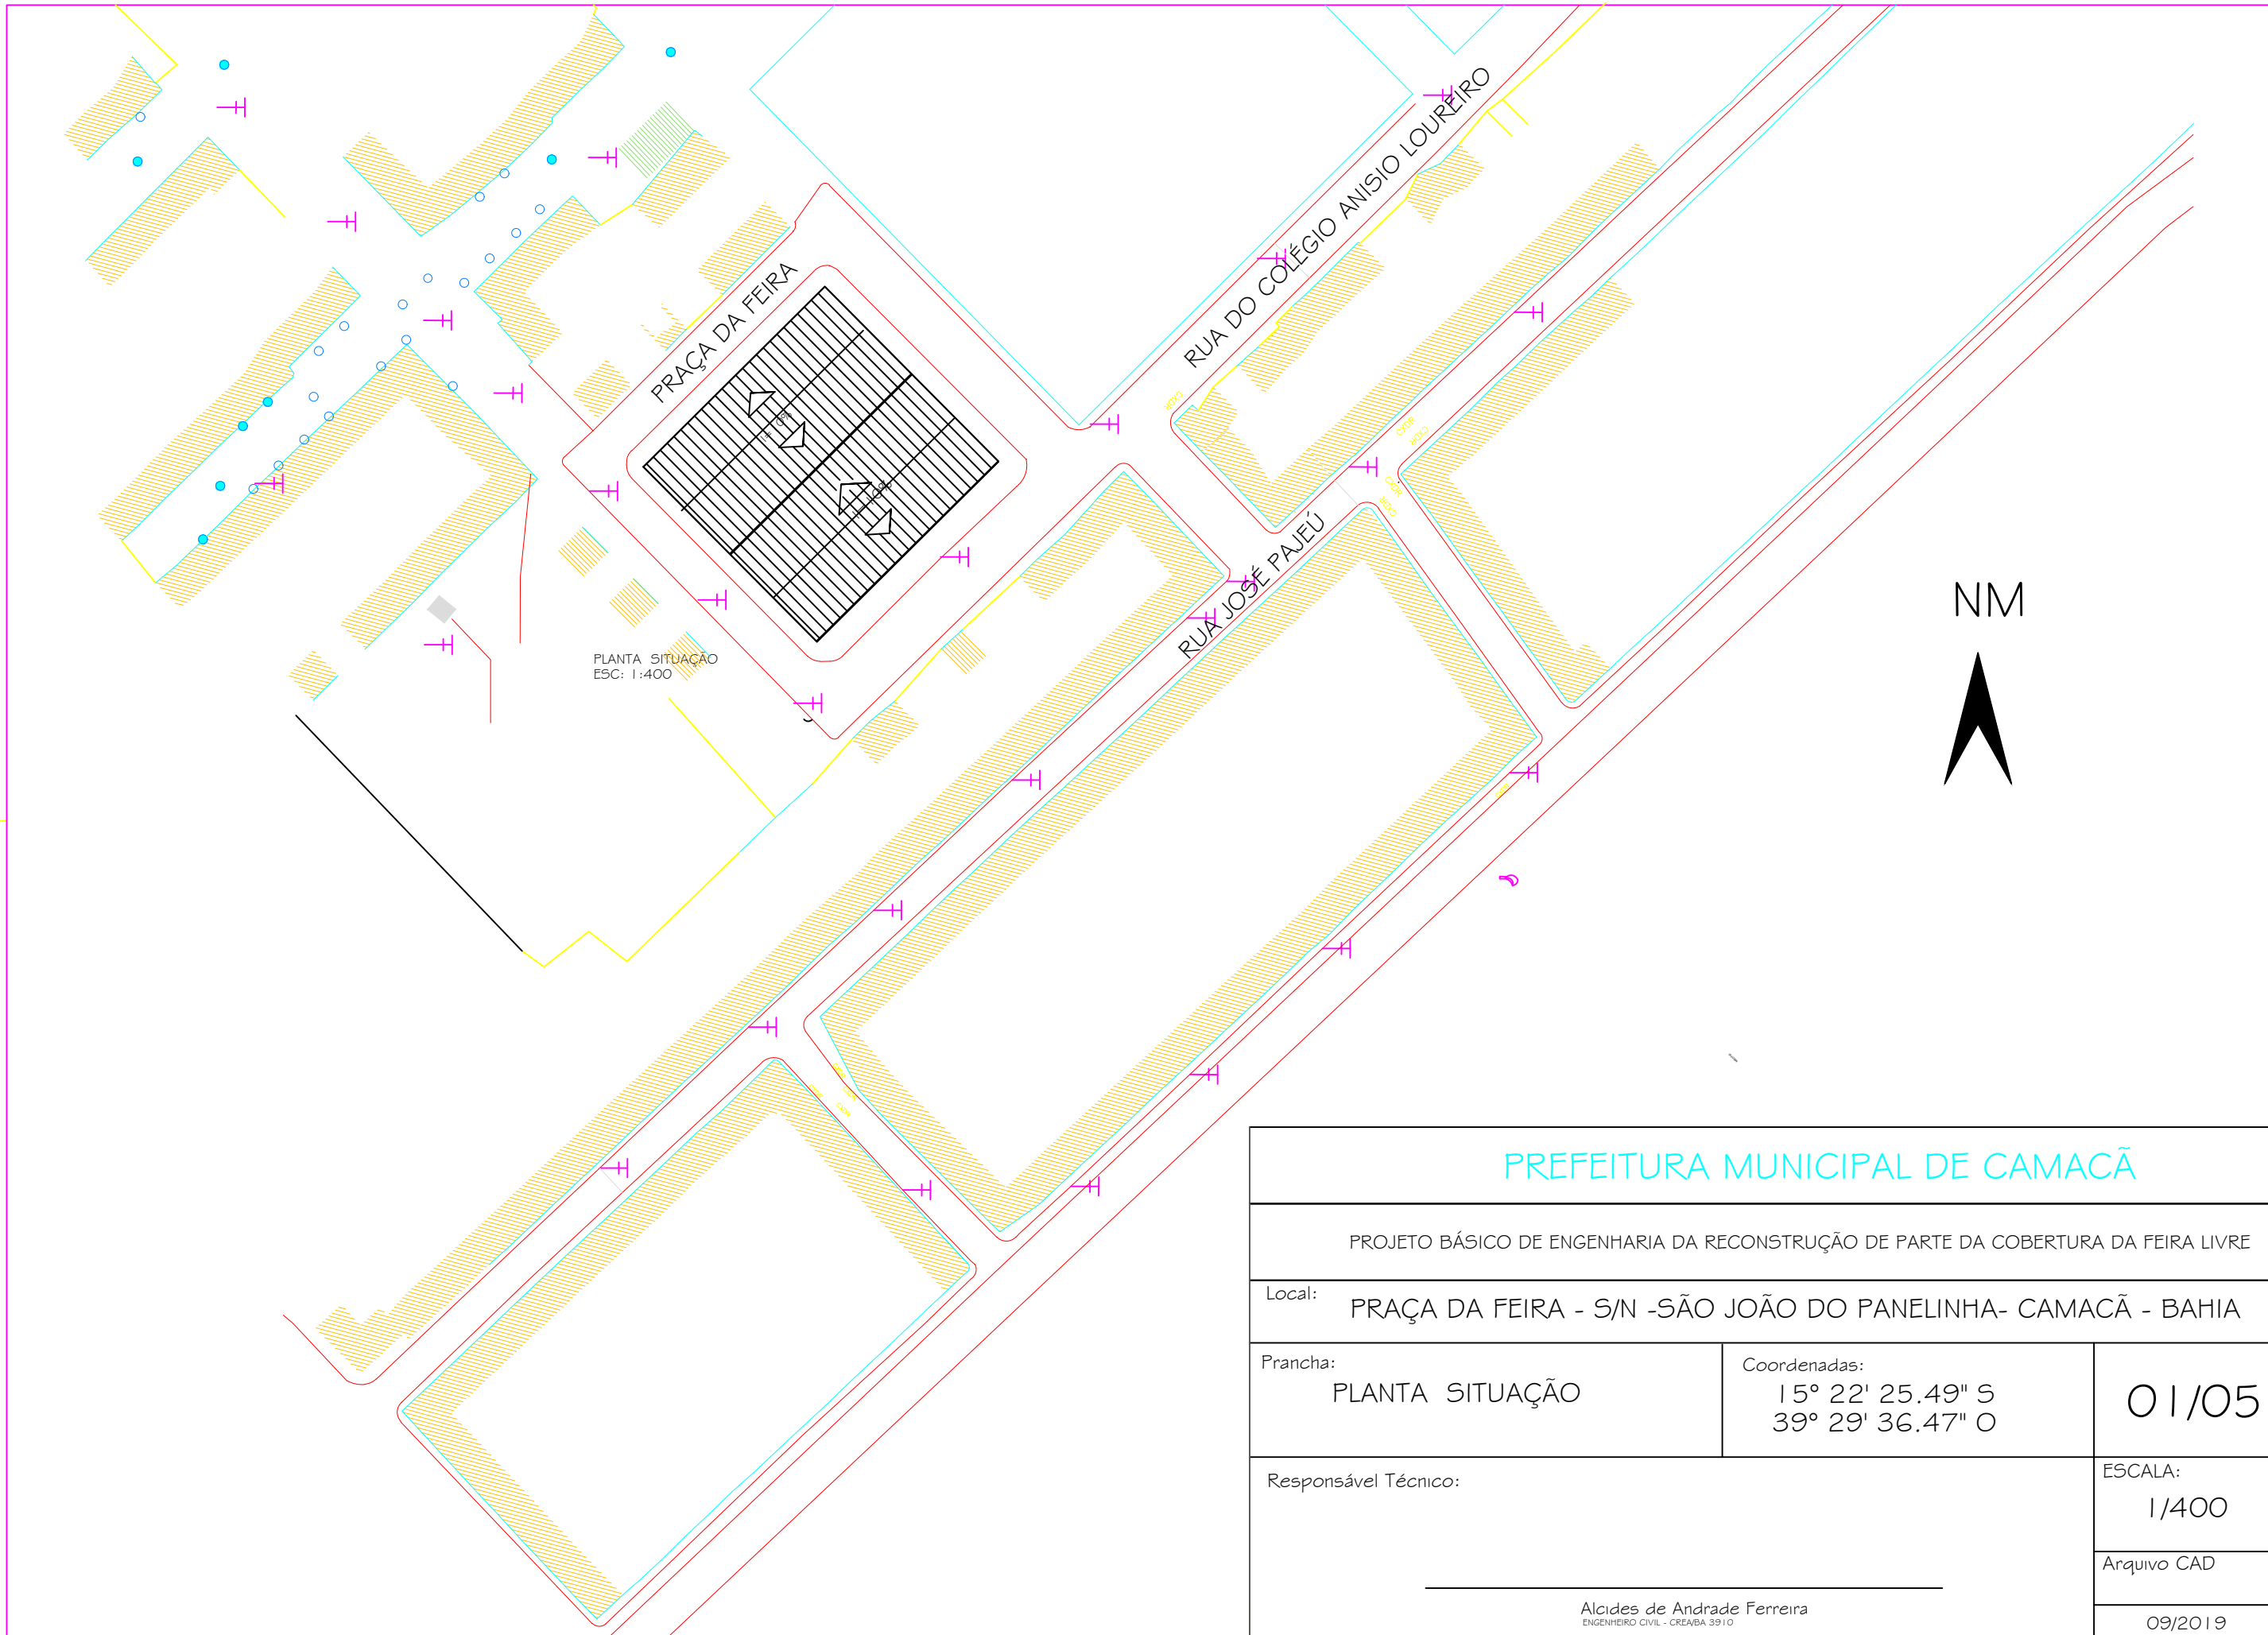 RUA DO COLÉGIO ANISIO LOUREIRO
PRAÇA DA FEIRA
RUA JOSÉ PAJEÚ
NM
PLANTA SITUAÇÃO
ESC: 1:400
PREFEITURA MUNICIPAL DE CAMACÃ
PROJETO BÁSICO DE ENGENHARIA DA RECONSTRUÇÃO DE PARTE DA COBERTURA DA FEIRA LIVRE
Local:
PRAÇA DA FEIRA - S/N -SÃO JOÃO DO PANELINHA- CAMACÃ - BAHIA
Prancha:
PLANTA SITUAÇÃO
Coordenadas:
15° 22' 25.49" S
39° 29' 36.47" O
01/05
Responsável Técnico:
ESCALA:
1/400
Arquivo CAD
Alcides de Andrade Ferreira
ENGENHEIRO CIVIL - CREA/BA 3910
09/2019